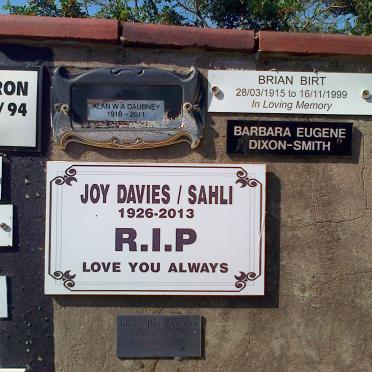 RON
/ 94
ALAN W A DAUBNEY
1918 - 2011
BRIAN BIRT
28/03/1915 to 16/11/1999
In Loving Memory
BARBARA EUGENE
DIXON-SMITH
JOY DAVIES / SAHLI
1926-2013
R.I.P
LOVE YOU ALWAYS